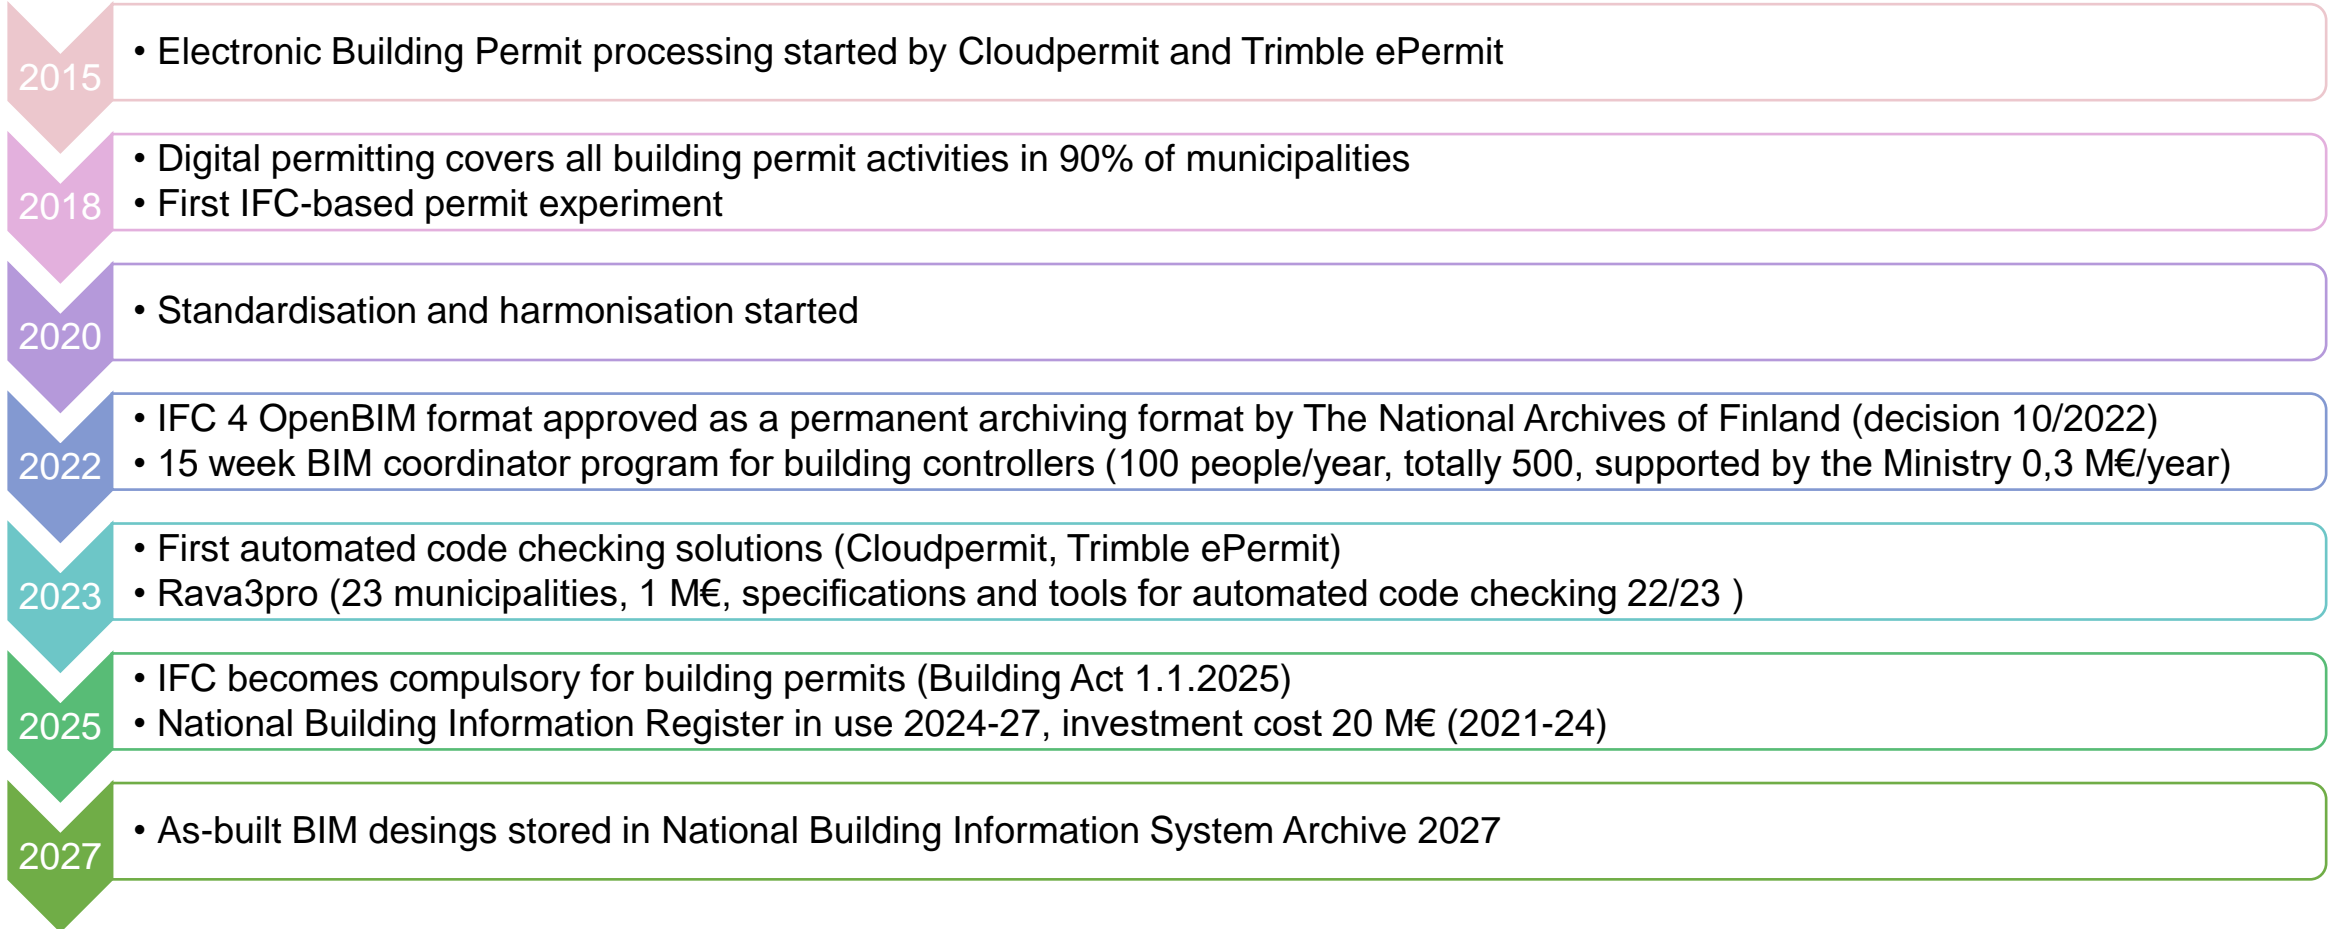 2015
• Electronic Building Permit processing started by Cloudpermit and Trimble ePermit
2018
• Digital permitting covers all building permit activities in 90% of municipalities
• First IFC-based permit experiment
2020
• Standardisation and harmonisation started
2022
• IFC 4 OpenBIM format approved as a permanent archiving format by The National Archives of Finland (decision 10/2022)
• 15 week BIM coordinator program for building controllers (100 people/year, totally 500, supported by the Ministry 0,3 M€/year)
2023
• First automated code checking solutions (Cloudpermit, Trimble ePermit)
• Rava3pro (23 municipalities, 1 M€, specifications and tools for automated code checking 22/23 )
2025
• IFC becomes compulsory for building permits (Building Act 1.1.2025)
• National Building Information Register in use 2024-27, investment cost 20 M€ (2021-24)
2027
• As-built BIM desings stored in National Building Information System Archive 2027